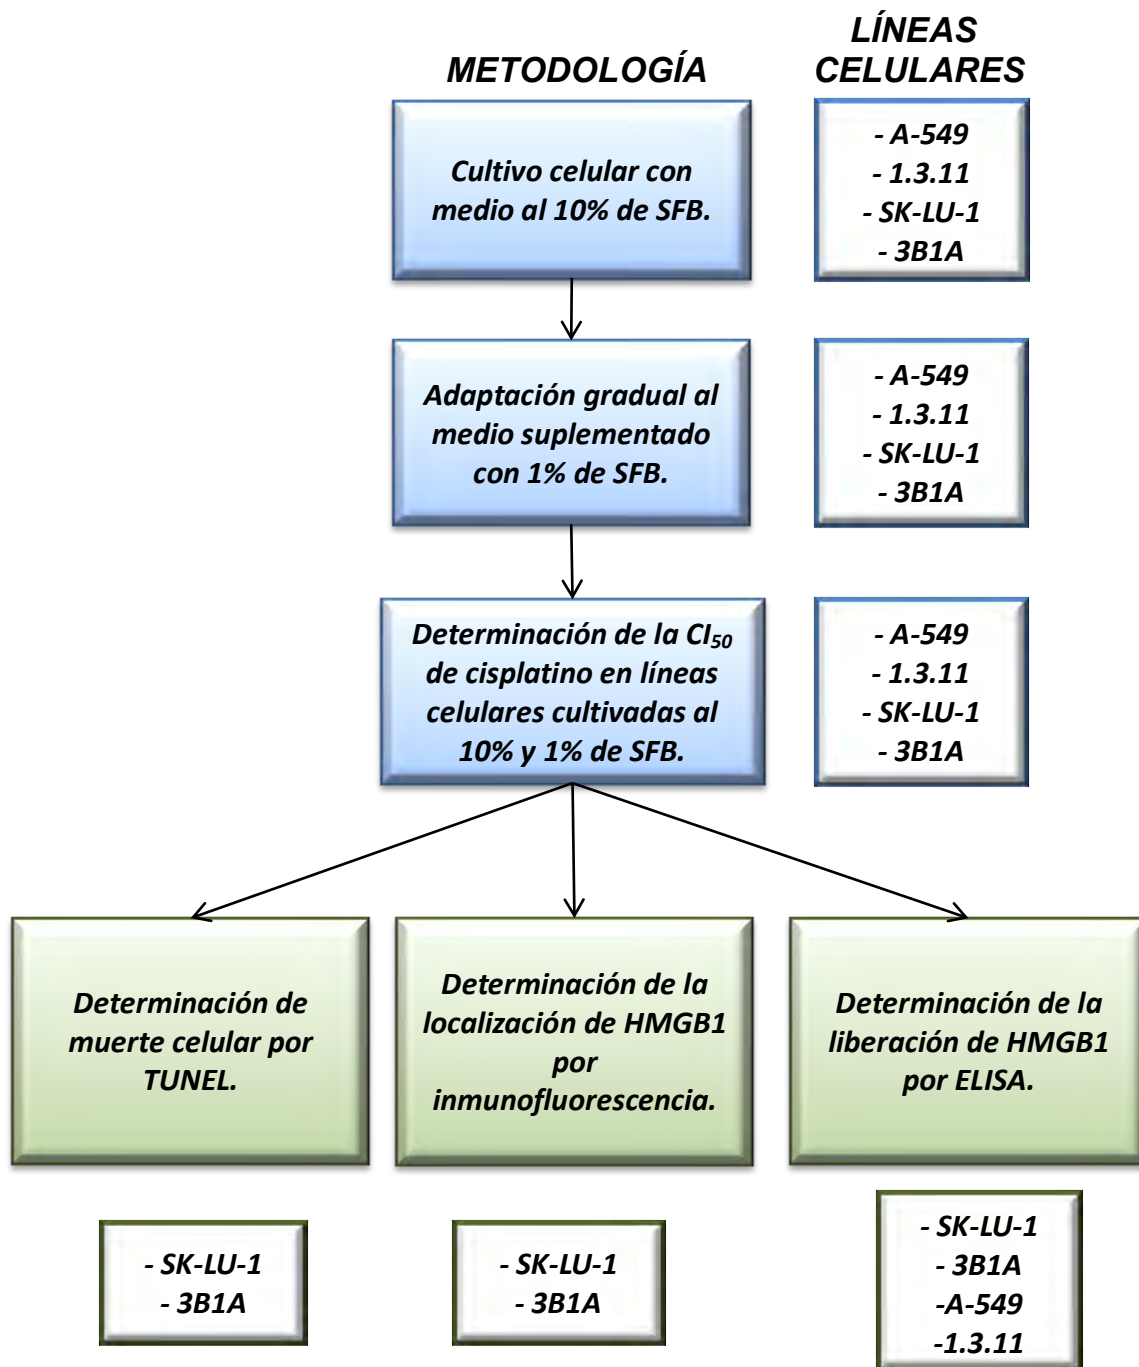 METODOLOGÍA
LÍNEAS
CELULARES
Cultivo celular con
medio al 10% de SFB.
- A-549
- 1.3.11
- SK-LU-1
- 3B1A
Adaptación gradual al
medio suplementado
con 1% de SFB.
- A-549
- 1.3.11
- SK-LU-1
- 3B1A
Determinación de la CI₅₀
de cisplatino en líneas
celulares cultivadas al
10% y 1% de SFB.
- A-549
- 1.3.11
- SK-LU-1
- 3B1A
Determinación de
muerte celular por
TUNEL.
Determinación de la
localización de HMGB1
por
inmunofluorescencia.
Determinación de la
liberación de HMGB1
por ELISA.
- SK-LU-1
- 3B1A
- SK-LU-1
- 3B1A
- SK-LU-1
- 3B1A
-A-549
-1.3.11